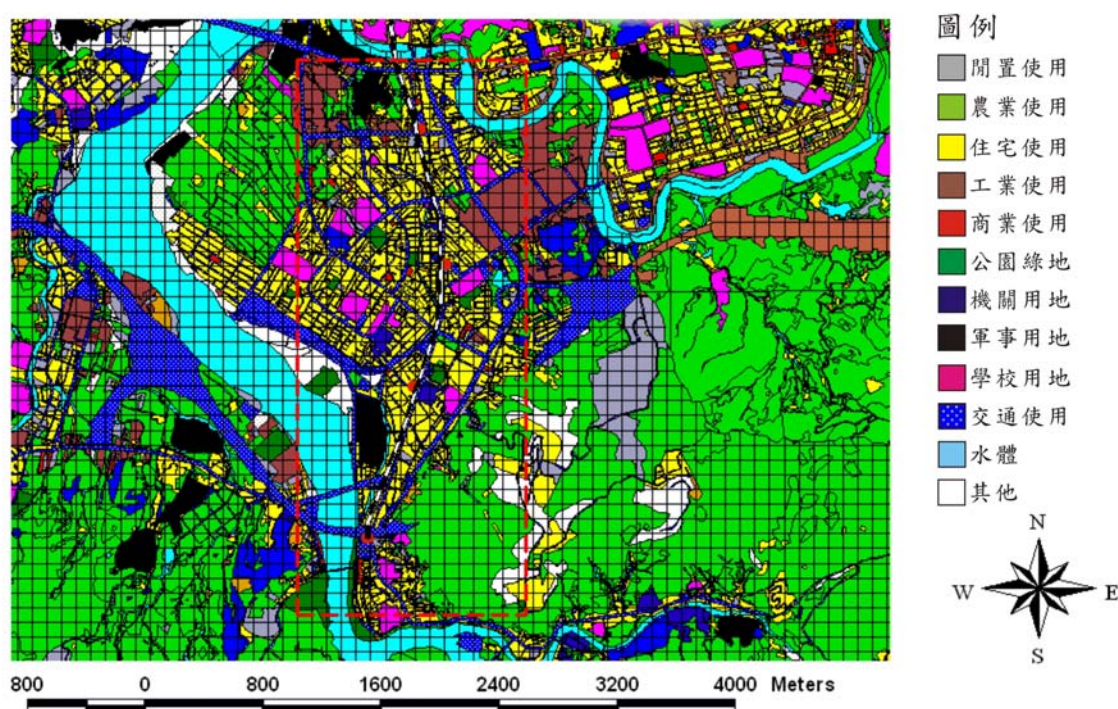 圖例
閒置使用
農業使用
住宅使用
工業使用
商業使用
公園綠地
機關用地
軍事用地
學校用地
交通使用
水體
其他
N
W E
S
800 0 800 1600 2400 3200 4000 Meters